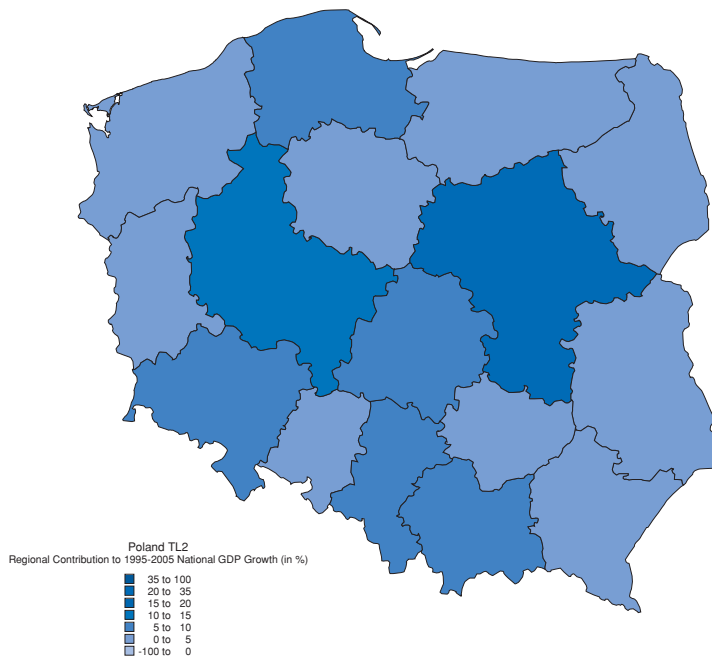 Poland TL2
Regional Contribution to 1995-2005 National GDP Growth (in %)
35 to 100
20 to 35
15 to 20
10 to 15
5 to 10
0 to 5
-100 to 0